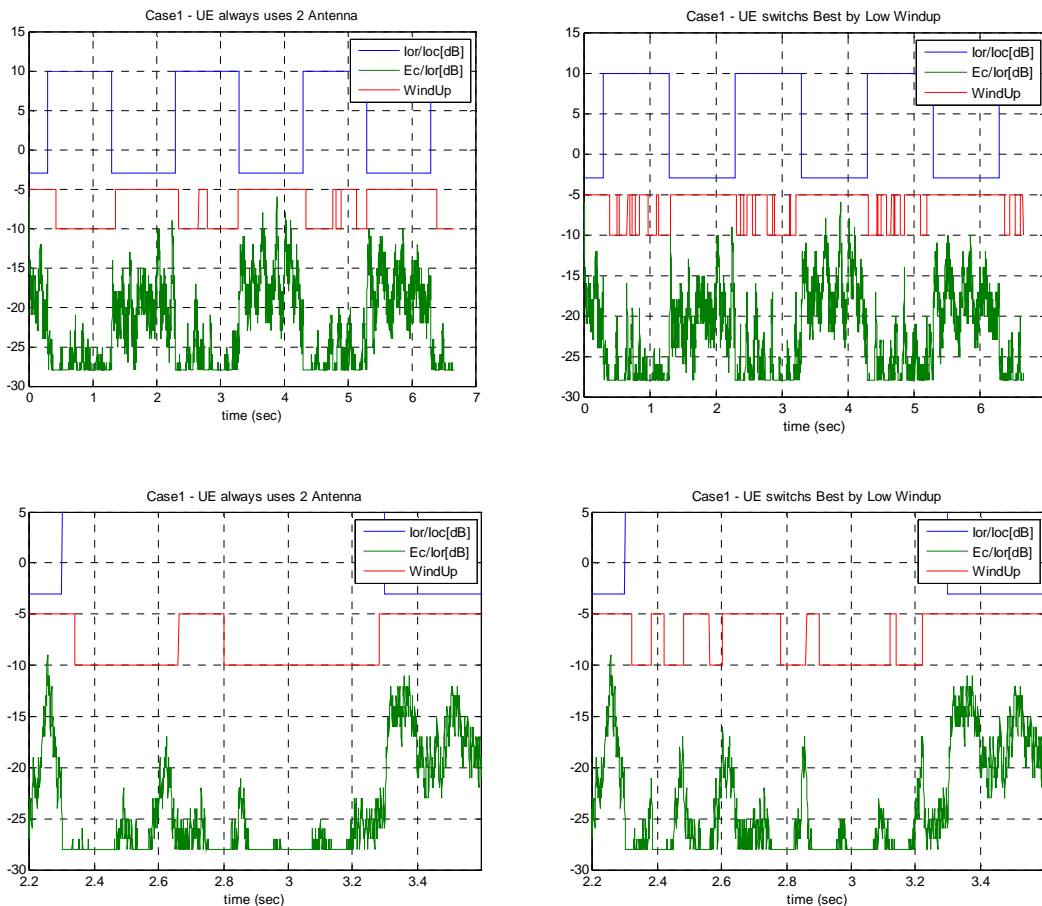 Case1 - UE always uses 2 Antenna
15
10
5
0
-5
-10
-15
-20
-25
-30
0 1 2 3 4 5 6 7
time (sec)
Ior/Ioc[dB]
Ec/Ior[dB]
WindUp
Case1 - UE switchs Best by Low Windup
15
10
5
0
-5
-10
-15
-20
-25
-30
0 1 2 3 4 5 6
time (sec)
Ior/Ioc[dB]
Ec/Ior[dB]
WindUp
Case1 - UE always uses 2 Antenna
5
0
-5
-10
-15
-20
-25
-30
2.2 2.4 2.6 2.8 3 3.2 3.4
time (sec)
Ior/Ioc[dB]
Ec/Ior[dB]
WindUp
Case1 - UE switchs Best by Low Windup
5
0
-5
-10
-15
-20
-25
-30
2.2 2.4 2.6 2.8 3 3.2 3.4
time (sec)
Ior/Ioc[dB]
Ec/Ior[dB]
WindUp